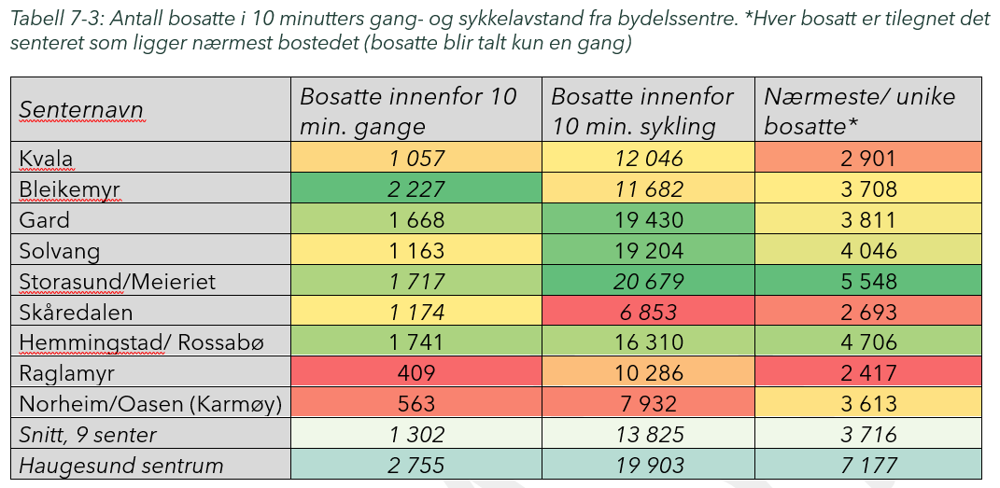 Tabell 7-3: Antall bosatte i 10 minutters gang- og sykkelavstand fra bydelssentre. *Hver bosatt er tilegnet det
senteret som ligger nærmest bostedet (bosatte blir talt kun en gang)
Senternavn | Bosatte innenfor 10 min. gange | Bosatte innenfor 10 min. sykling | Nærmeste/ unike bosatte*
Kvala | 1 057 | 12 046 | 2 901
Bleikemyr | 2 227 | 11 682 | 3 708
Gard | 1 668 | 19 430 | 3 811
Solvang | 1 163 | 19 204 | 4 046
Storasund/Meieriet | 1 717 | 20 679 | 5 548
Skåredalen | 1 174 | 6 853 | 2 693
Hemmingstad/ Rossabø | 1 741 | 16 310 | 4 706
Raglamyr | 409 | 10 286 | 2 417
Norheim/Oasen (Karmøy) | 563 | 7 932 | 3 613
Snitt, 9 senter | 1 302 | 13 825 | 3 716
Haugesund sentrum | 2 755 | 19 903 | 7 177